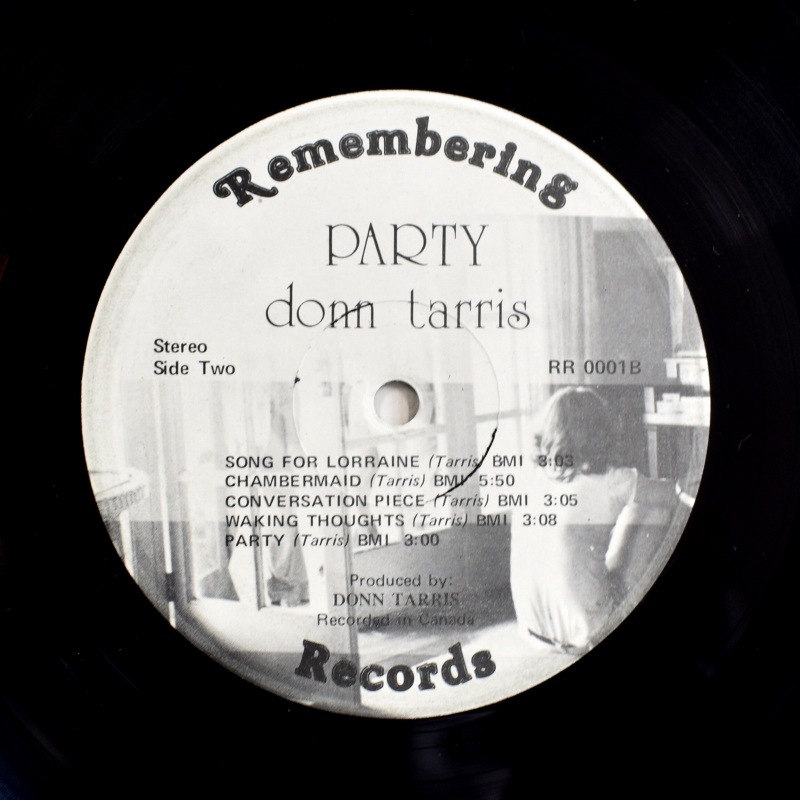 Remembering
PARTY
donn tarris
Stereo
Side Two
RR 0001B
SONG FOR LORRAINE (Tarris) BMI 3:03
CHAMBERMAID (Tarris) BMI 5:50
CONVERSATION PIECE (Tarris) BMI 3:05
WAKING THOUGHTS (Tarris) BMI 3:08
PARTY (Tarris) BMI 3:00
Produced by:
DONN TARRIS
Recorded in Canada
Records